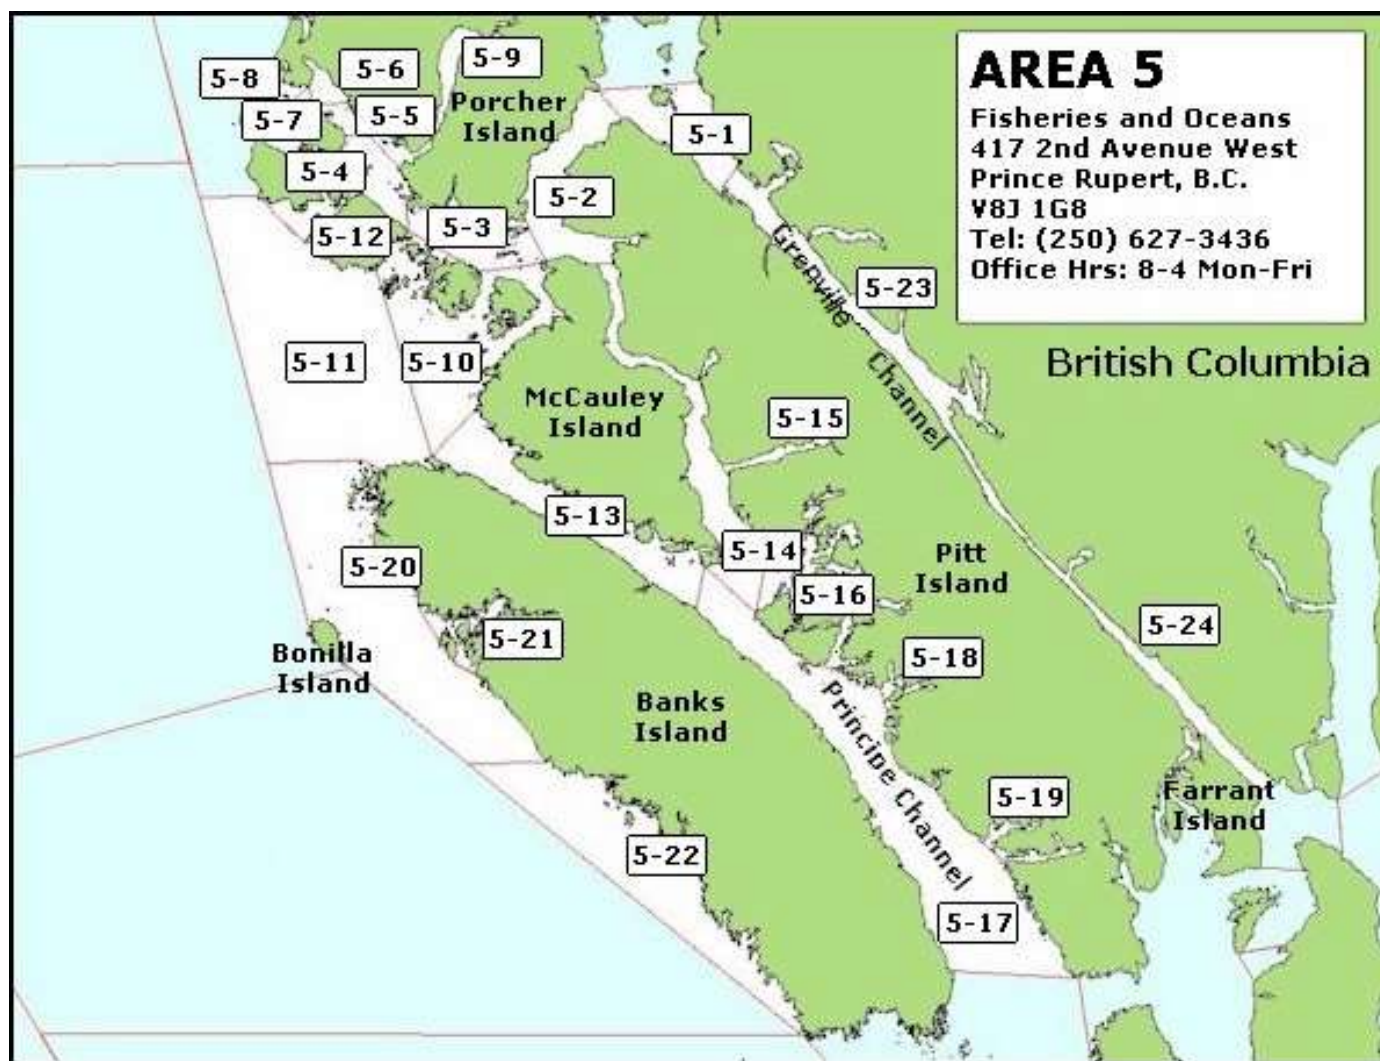 AREA 5
Fisheries and Oceans
417 2nd Avenue West
Prince Rupert, B.C.
V8J 1G8
Tel: (250) 627-3436
Office Hrs: 8-4 Mon-Fri
5-9
5-6
5-8
Porcher
Island
5-5
5-7
5-1
5-4
5-2
5-3
5-12
Grenville
Channel
5-23
British Columbia
5-11
5-10
McCauley
Island
5-15
5-13
5-14
Pitt
Island
5-20
5-16
5-24
5-21
Bonilla
Island
5-18
Banks
Island
Principe Channel
5-19
Farrant
Island
5-22
5-17